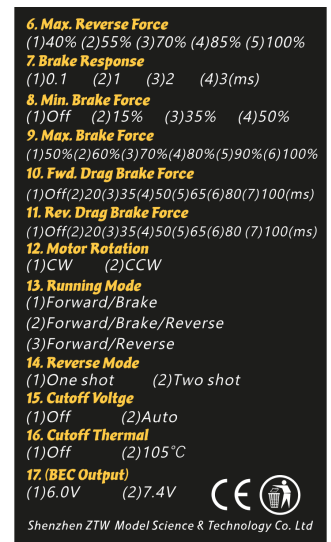 6. Max. Reverse Force
(1)40% (2)55% (3)70% (4)85% (5)100%
7. Brake Response
(1)0.1 (2)1 (3)2 (4)3(ms)
8. Min. Brake Force
(1)Off (2)15% (3)35% (4)50%
9. Max. Brake Force
(1)50%(2)60%(3)70%(4)80%(5)90%(6)100%
10. Fwd. Drag Brake Force
(1)Off(2)20(3)35(4)50(5)65(6)80(7)100(ms)
11. Rev. Drag Brake Force
(1)Off(2)20(3)35(4)50(5)65(6)80 (7)100(ms)
12. Motor Rotation
(1)CW (2)CCW
13. Running Mode
(1)Forward/Brake
(2)Forward/Brake/Reverse
(3)Forward/Reverse
14. Reverse Mode
(1)One shot (2)Two shot
15. Cutoff Voltge
(1)Off (2)Auto
16. Cutoff Thermal
(1)Off (2)105°C
17. (BEC Output)
(1)6.0V (2)7.4V
CE
Shenzhen ZTW Model Science & Technology Co. Ltd